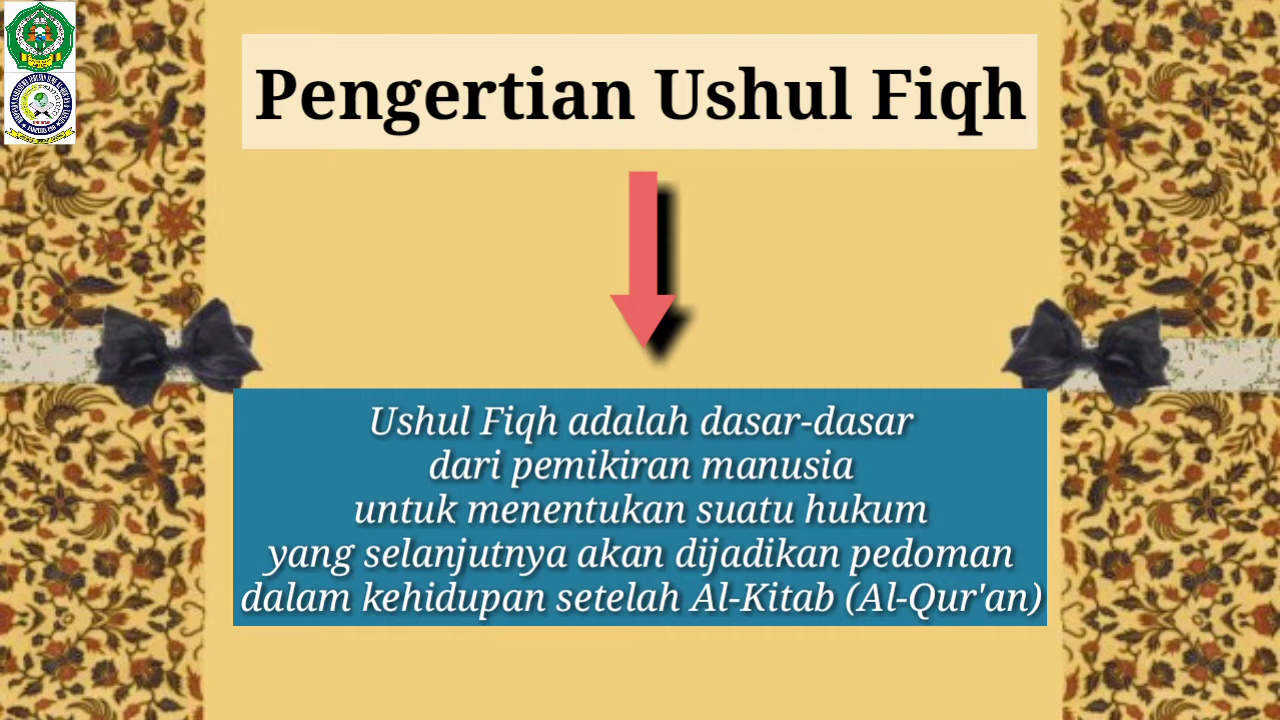 Pengertian Ushul Fiqh
Ushul Fiqh adalah dasar-dasar
dari pemikiran manusia
untuk menentukan suatu hukum
yang selanjutnya akan dijadikan pedoman
dalam kehidupan setelah Al-Kitab (Al-Qur'an)